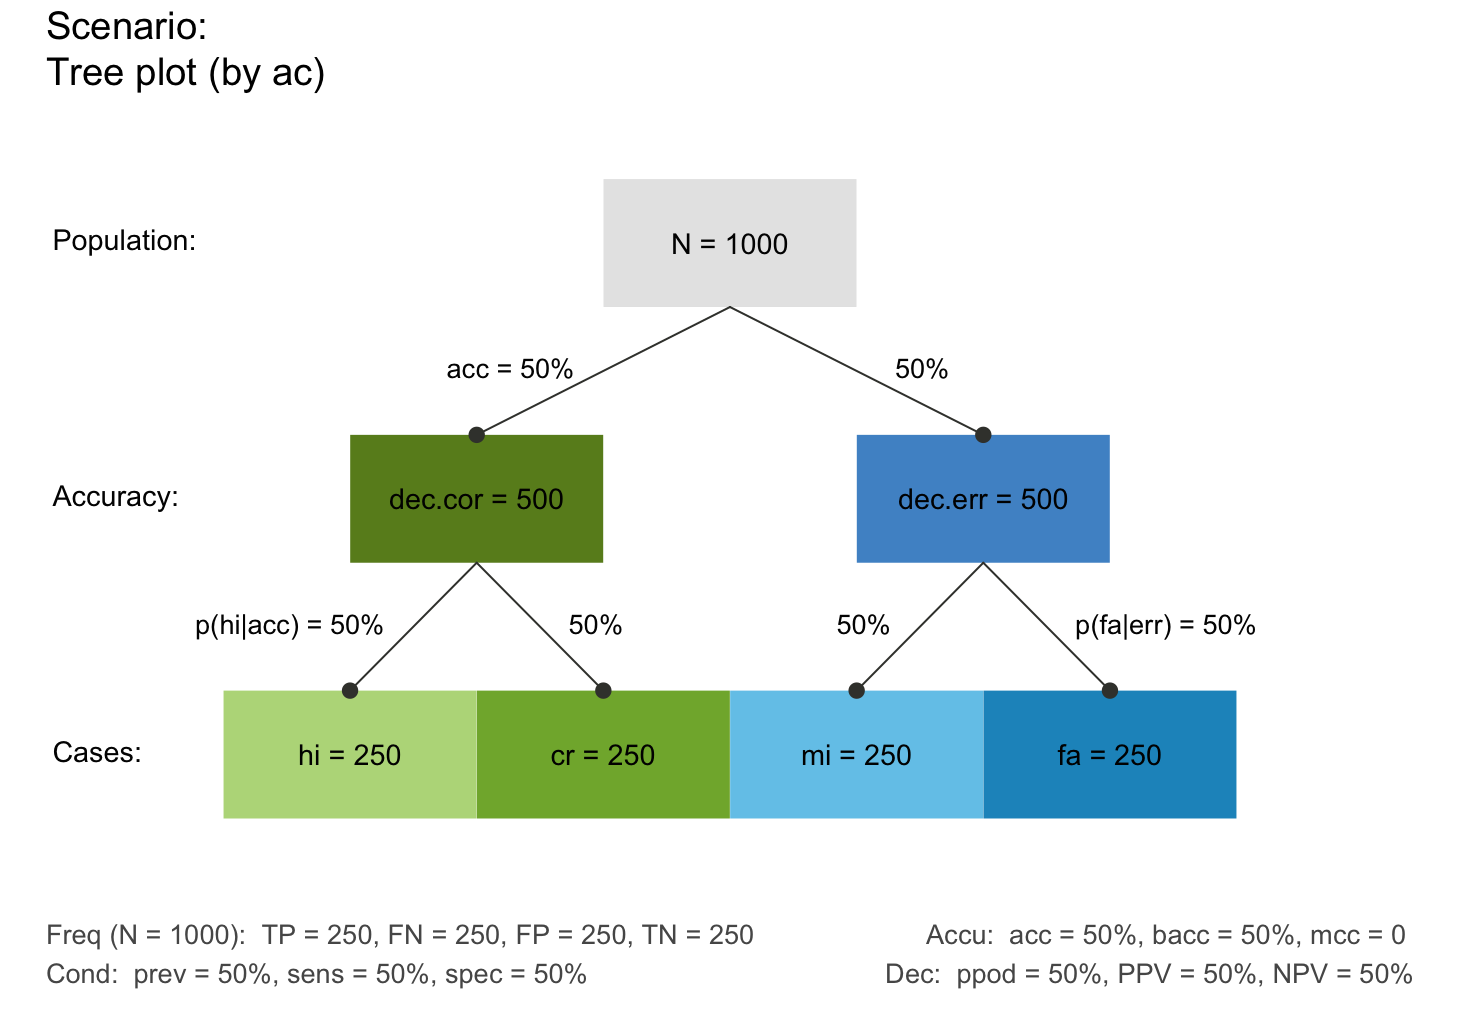 Scenario:
Tree plot (by ac)
Population:
N = 1000
acc = 50%
50%
Accuracy:
dec.cor = 500
dec.err = 500
p(hi|acc) = 50%
50%
50%
p(fa|err) = 50%
Cases:
hi = 250
cr = 250
mi = 250
fa = 250
Freq (N = 1000):  TP = 250, FN = 250, FP = 250, TN = 250
Accu:  acc = 50%, bacc = 50%, mcc = 0
Cond:  prev = 50%, sens = 50%, spec = 50%
Dec:  ppod = 50%, PPV = 50%, NPV = 50%